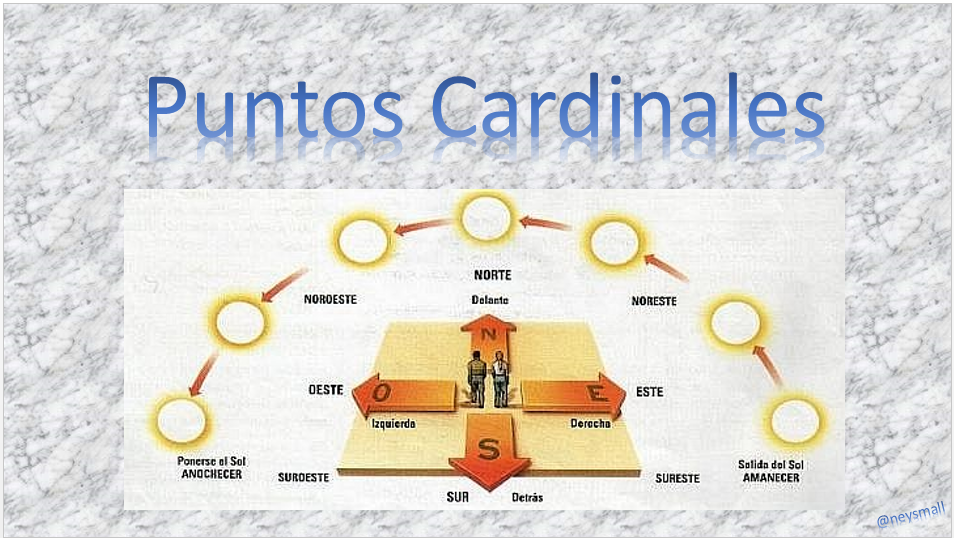 Puntos Cardinales
NORTE
NOROESTE
Delante
NORESTE
N
OESTE
O
E
ESTE
Izquierda
Derecha
S
Ponerse el Sol
ANOCHECER
SUROESTE
SUR
Detrás
SURESTE
Salida del Sol
AMANECER
@neysmall